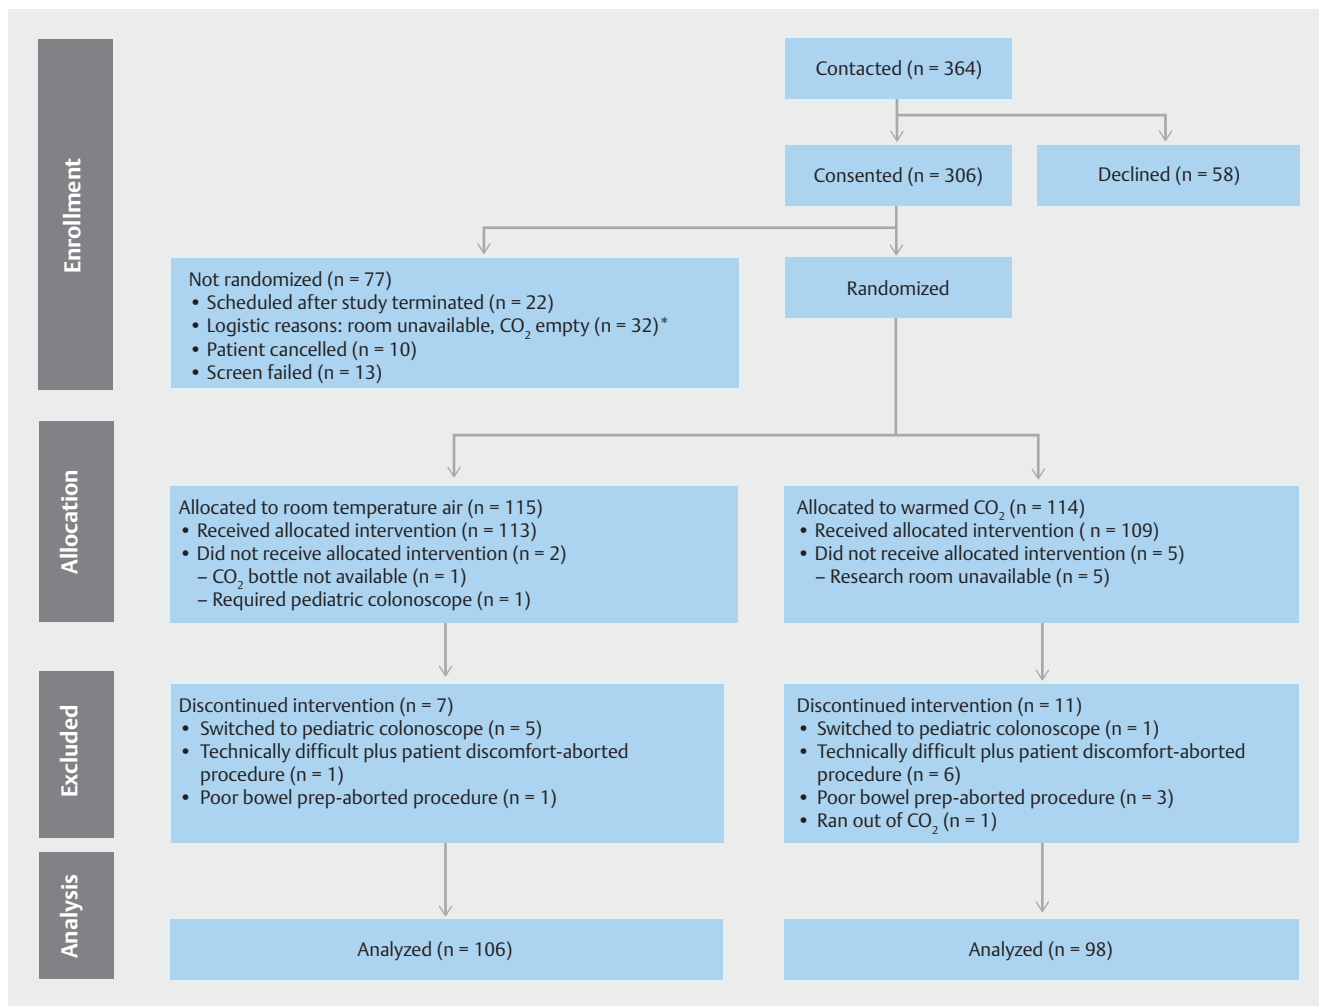 Enrollment
Contacted (n = 364)
Consented (n = 306)
Declined (n = 58)
Not randomized (n = 77)
• Scheduled after study terminated (n = 22)
• Logistic reasons: room unavailable, CO₂ empty (n = 32)*
• Patient cancelled (n = 10)
• Screen failed (n = 13)
Randomized
Allocation
Allocated to room temperature air (n = 115)
• Received allocated intervention (n = 113)
• Did not receive allocated intervention (n = 2)
– CO₂ bottle not available (n = 1)
– Required pediatric colonoscope (n = 1)
Allocated to warmed CO₂ (n = 114)
• Received allocated intervention ( n = 109)
• Did not receive allocated intervention (n = 5)
– Research room unavailable (n = 5)
Excluded
Discontinued intervention (n = 7)
• Switched to pediatric colonoscope (n = 5)
• Technically difficult plus patient discomfort-aborted
procedure (n = 1)
• Poor bowel prep-aborted procedure (n = 1)
Discontinued intervention (n = 11)
• Switched to pediatric colonoscope (n = 1)
• Technically difficult plus patient discomfort-aborted
procedure (n = 6)
• Poor bowel prep-aborted procedure (n = 3)
• Ran out of CO₂ (n = 1)
Analysis
Analyzed (n = 106)
Analyzed (n = 98)